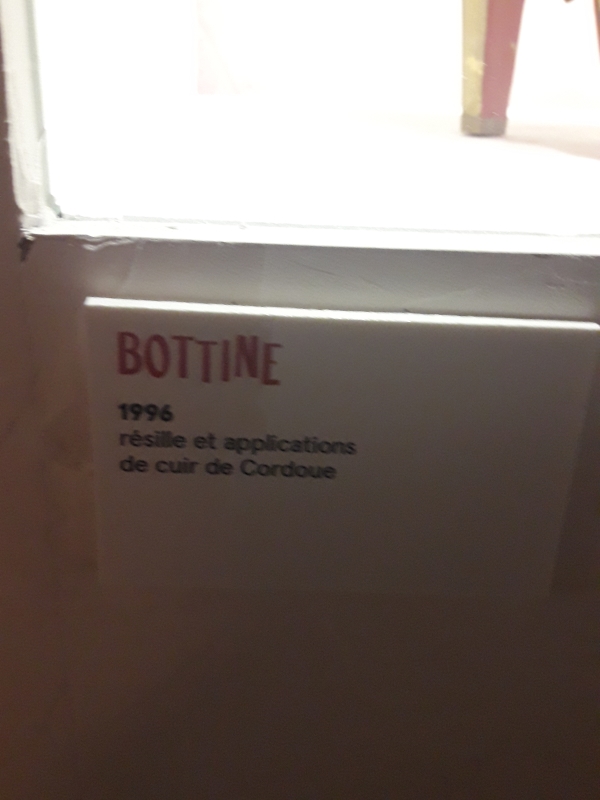 BOTTINE
1996
résille et applications
de cuir de Cordoue